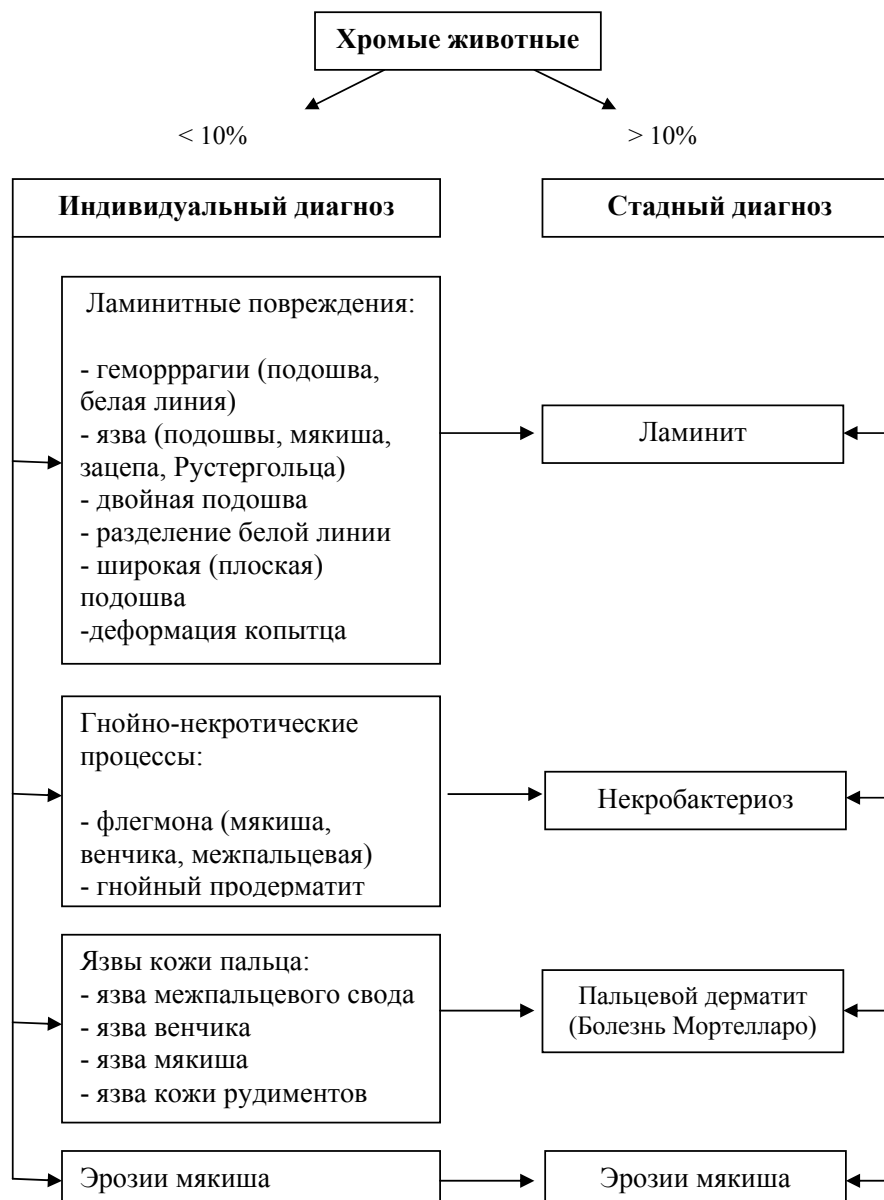 Хромые животные
< 10%
> 10%
Индивидуальный диагноз
Стадный диагноз
Ламинитные повреждения:
- геморррагии (подошва,
белая линия)
- язва (подошвы, мякиша,
зацепа, Рустергольца)
- двойная подошва
- разделение белой линии
- широкая (плоская)
подошва
-деформация копытца
Ламинит
Гнойно-некротические
процессы:
- флегмона (мякиша,
венчика, межпальцевая)
- гнойный продерматит
Некробактериоз
Язвы кожи пальца:
- язва межпальцевого свода
- язва венчика
- язва мякиша
- язва кожи рудиментов
Пальцевой дерматит
(Болезнь Мортелларо)
Эрозии мякиша
Эрозии мякиша